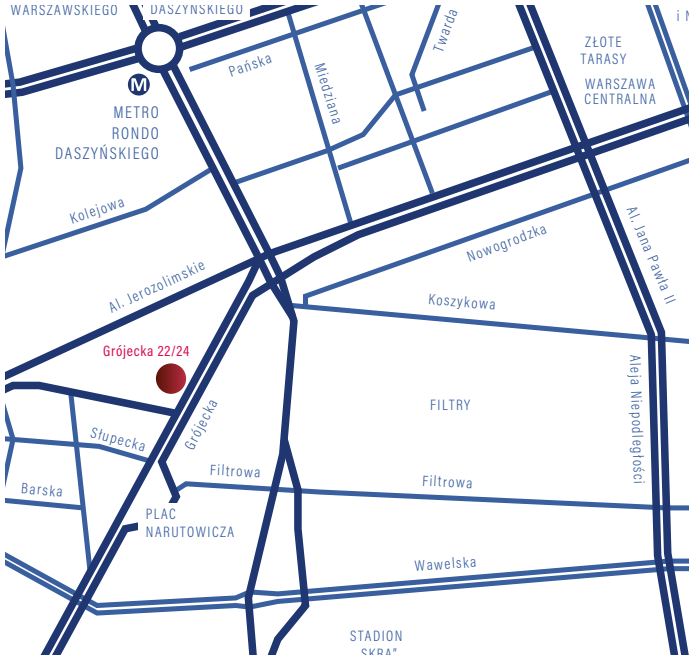 WARSZAWSKIEGO
DASZYŃSKIEGO
i N
Twarda
ZŁOTE
TARASY
WARSZAWA
CENTRALNA
Pańska
Miedziana
M
METRO
RONDO
DASZYŃSKIEGO
Kolejowa
Nowogrodzka
Al. Jana Pawła II
Al. Jerozolimskie
Koszykowa
Grójecka 22/24
Aleja Niepodległości
Grójecka
FILTRY
Słupecka
Filtrowa
Filtrowa
Barska
PLAC
NARUTOWICZA
Wawelska
STADION
SKRA"